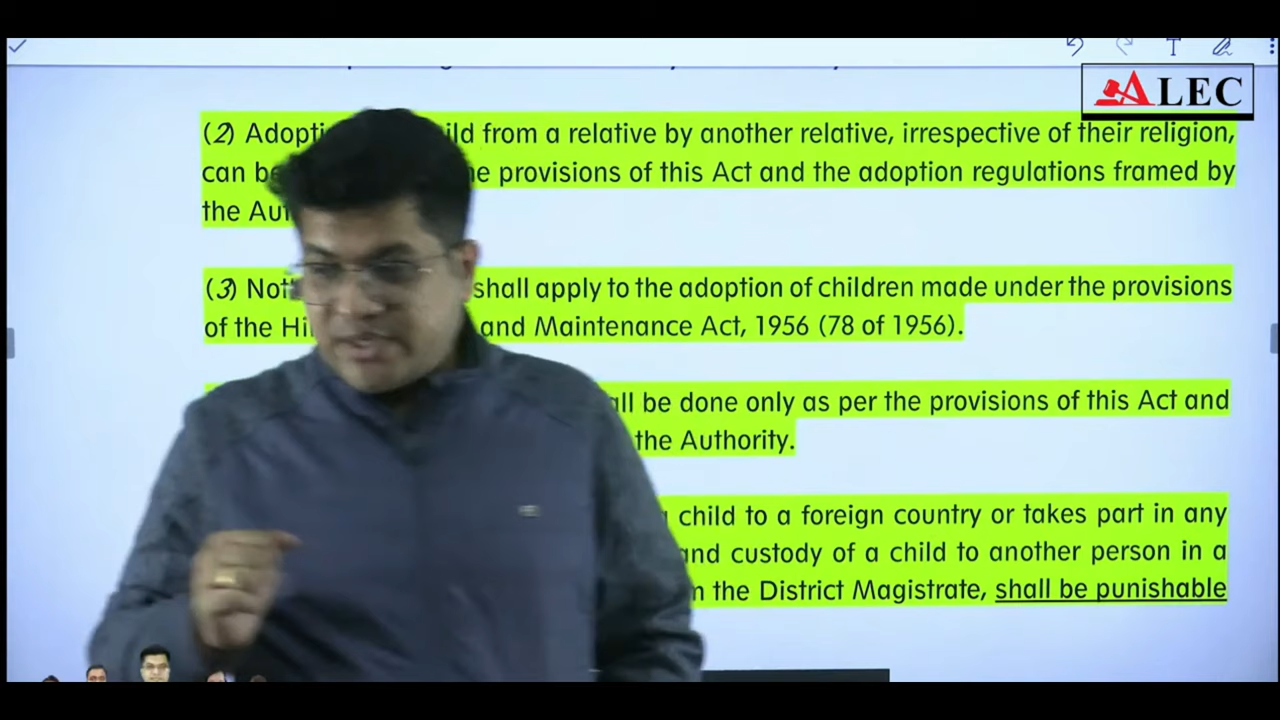 ALEC
(2) Adopti ild from a relative by another relative, irrespective of their religion,
can be e provisions of this Act and the adoption regulations framed by
the Au
(3) Not shall apply to the adoption of children made under the provisions
of the Hi and Maintenance Act, 1956 (78 of 1956).
all be done only as per the provisions of this Act and
the Authority.
child to a foreign country or takes part in any
and custody of a child to another person in a
m the District Magistrate, shall be punishable